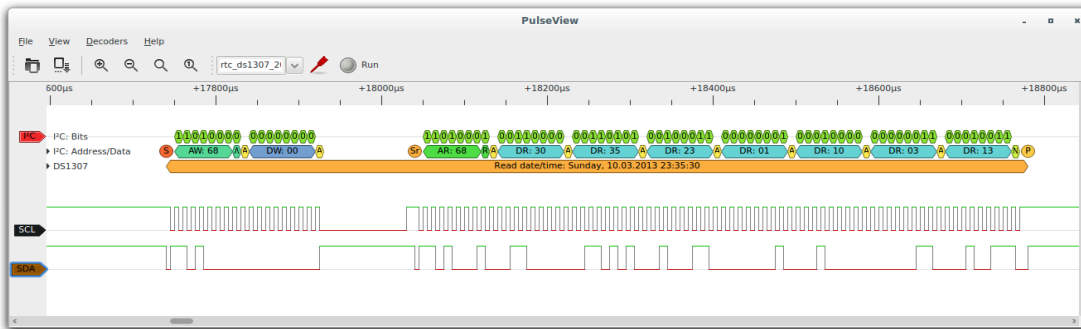 PulseView
File View Decoders Help
rtc_ds1307_2 Run
600µs +17800µs +18000µs +18200µs +18400µs +18600µs +18800µs
I²C I²C: Bits 11010000 00000000 11010001 00110000 00110101 00100011 00000001 00010000 00000011 00010011
I²C: Address/Data S AW: 68 A DW: 00 A Sr AR: 68 R A DR: 30 A DR: 35 A DR: 23 A DR: 01 A DR: 10 A DR: 03 A DR: 13 N P
DS1307 Read date/time: Sunday, 10.03.2013 23:35:30
SCL
SDA